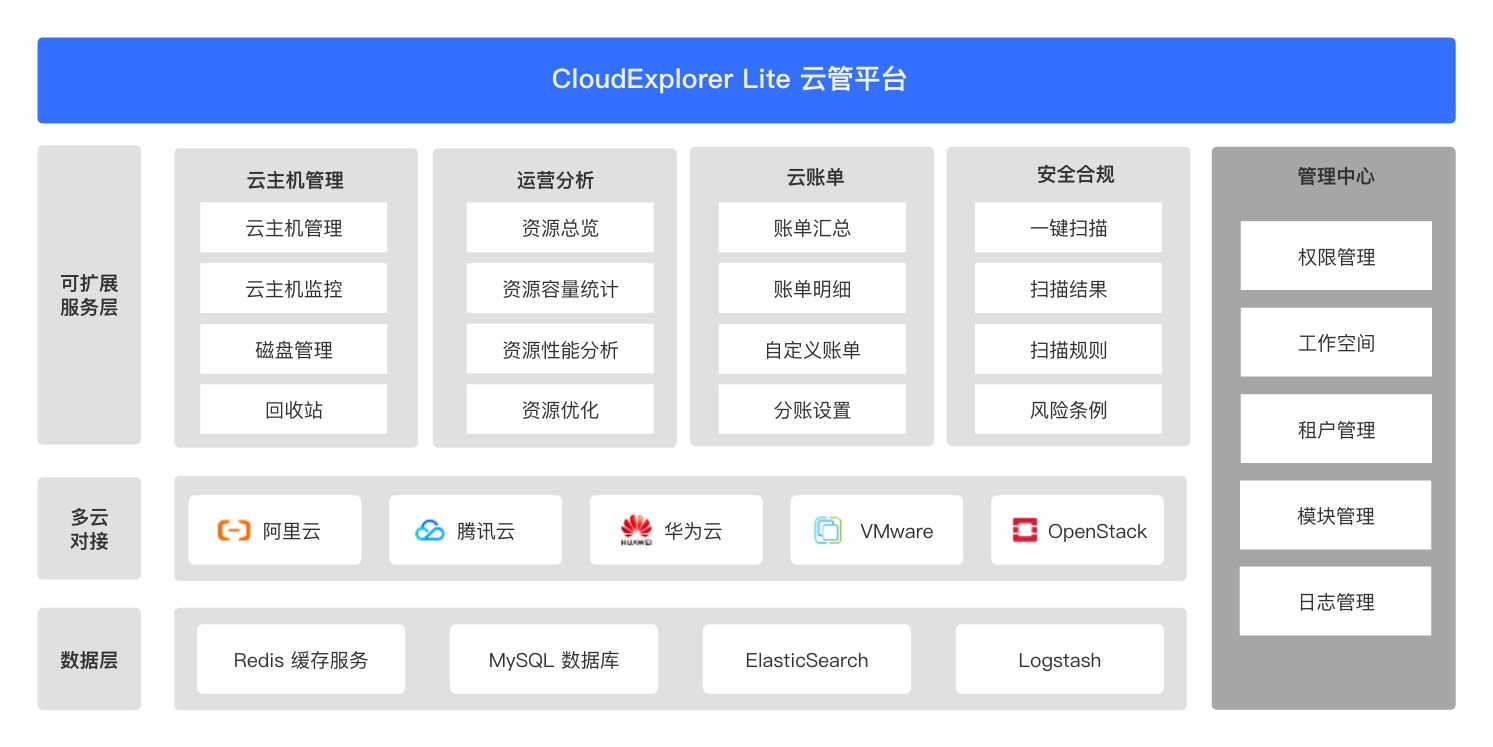 CloudExplorer Lite 云管平台
可扩展
服务层
云主机管理
云主机管理
云主机监控
磁盘管理
回收站
运营分析
资源总览
资源容量统计
资源性能分析
资源优化
云账单
账单汇总
账单明细
自定义账单
分账设置
安全合规
一键扫描
扫描结果
扫描规则
风险条例
管理中心
权限管理
工作空间
租户管理
模块管理
日志管理
多云
对接
阿里云
腾讯云
HUAWEI
华为云
VMware
OpenStack
数据层
Redis 缓存服务
MySQL 数据库
ElasticSearch
Logstash